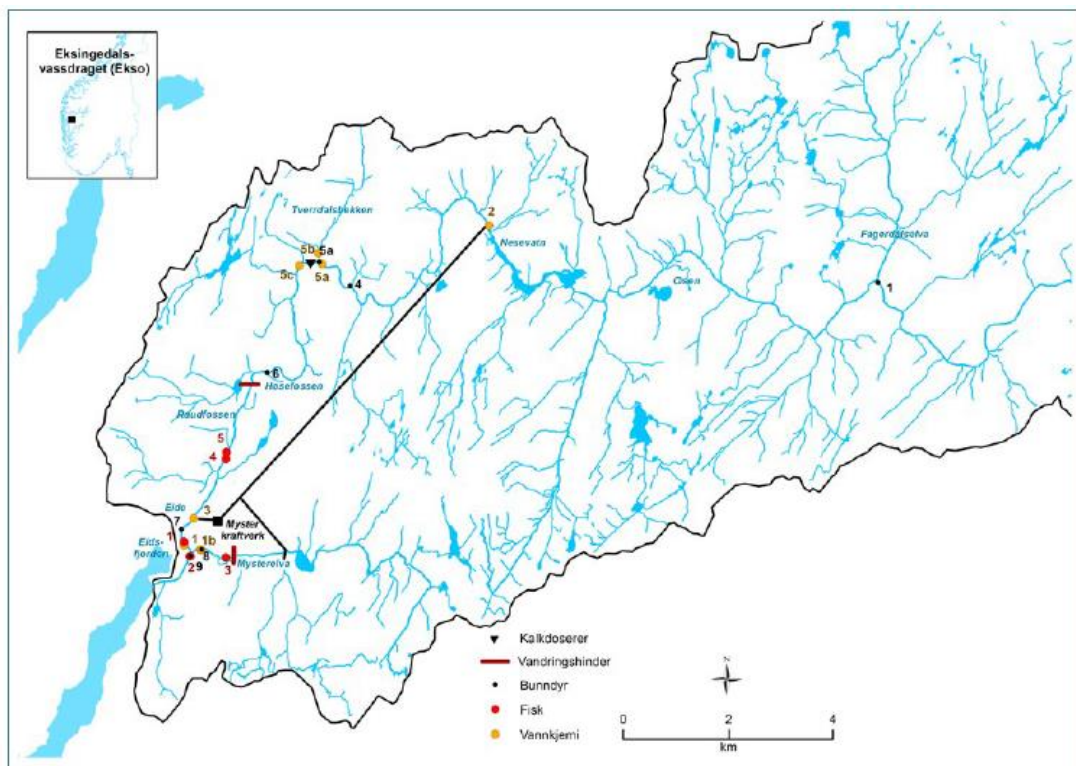 Eksingedals-
vassdraget (Ekso)
Tverrdalsbekken
2
Nesevatn
Fagerdalselva
5b
5a
5c
5a
4
1
6
Raudfossen
5
4
Eide
3
7
Myster
kraftverk
Eids-
fjorden
1
1
1b
8
2
9
3
Mysterelva
Kalkdoserer
Vandringshinder
Bunndyr
Fisk
Vannkjemi
N
0
2
4
km